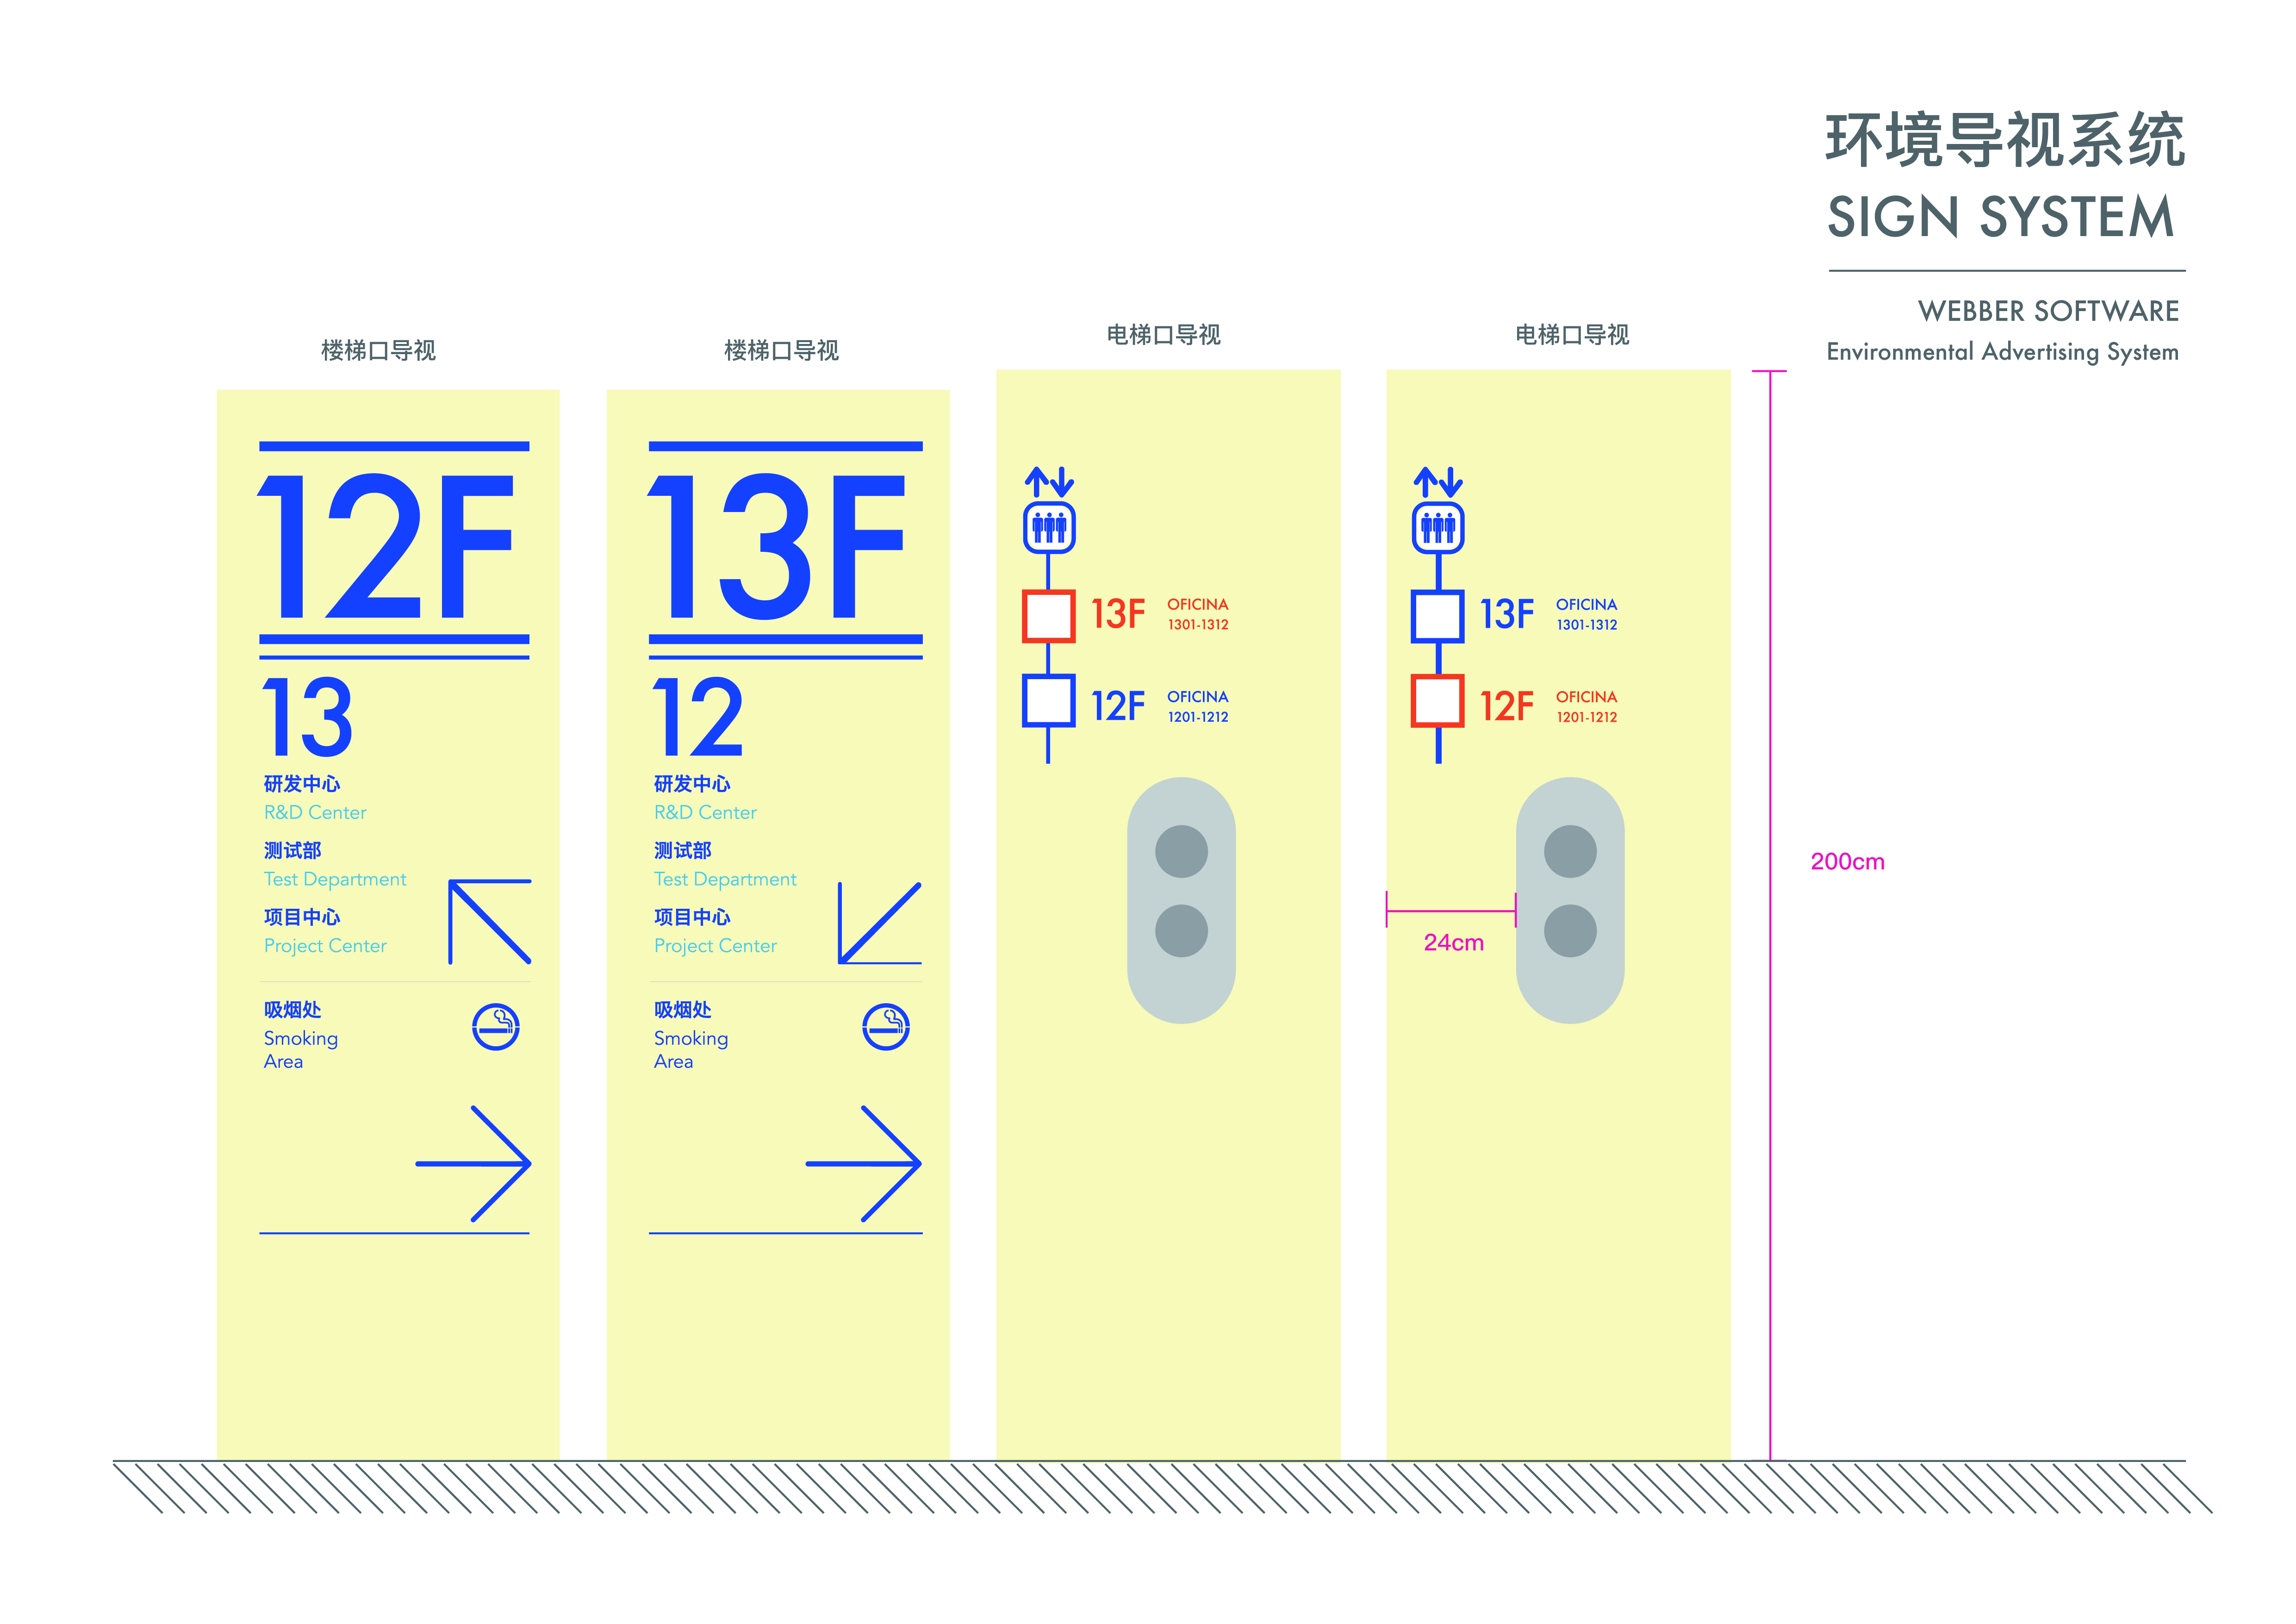 环境导视系统
SIGN SYSTEM
WEBBER SOFTWARE
Environmental Advertising System
楼梯口导视
12F
13
研发中心
R&D Center
测试部
Test Department
项目中心
Project Center
吸烟处
Smoking
Area
楼梯口导视
13F
12
研发中心
R&D Center
测试部
Test Department
项目中心
Project Center
吸烟处
Smoking
Area
电梯口导视
13F
OFICINA
1301-1312
12F
OFICINA
1201-1212
电梯口导视
13F
OFICINA
1301-1312
12F
OFICINA
1201-1212
24cm
200cm